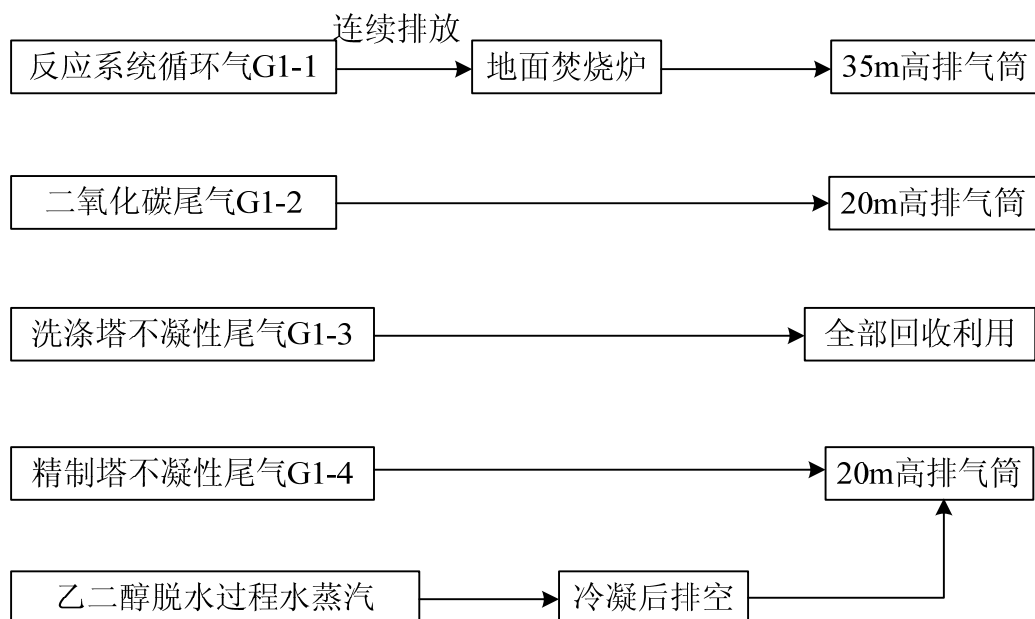 连续排放
反应系统循环气G1-1
地面焚烧炉
35m高排气筒
二氧化碳尾气G1-2
20m高排气筒
洗涤塔不凝性尾气G1-3
全部回收利用
精制塔不凝性尾气G1-4
20m高排气筒
乙二醇脱水过程水蒸汽
冷凝后排空